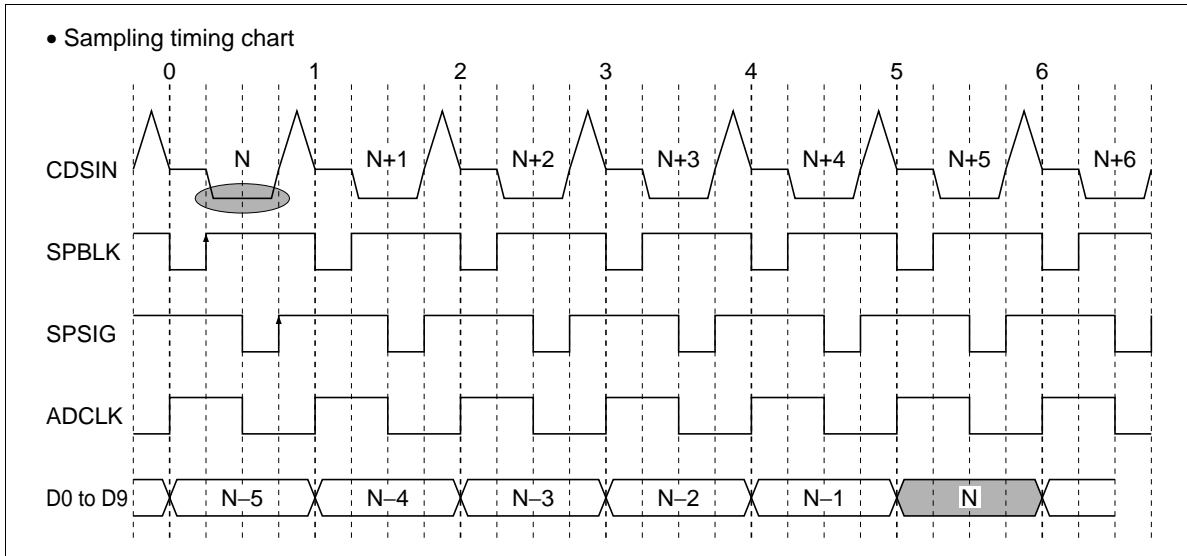 • Sampling timing chart
0 1 2 3 4 5 6
CDSIN N N+1 N+2 N+3 N+4 N+5 N+6
SPBLK
SPSIG
ADCLK
D0 to D9 N–5 N–4 N–3 N–2 N–1 N